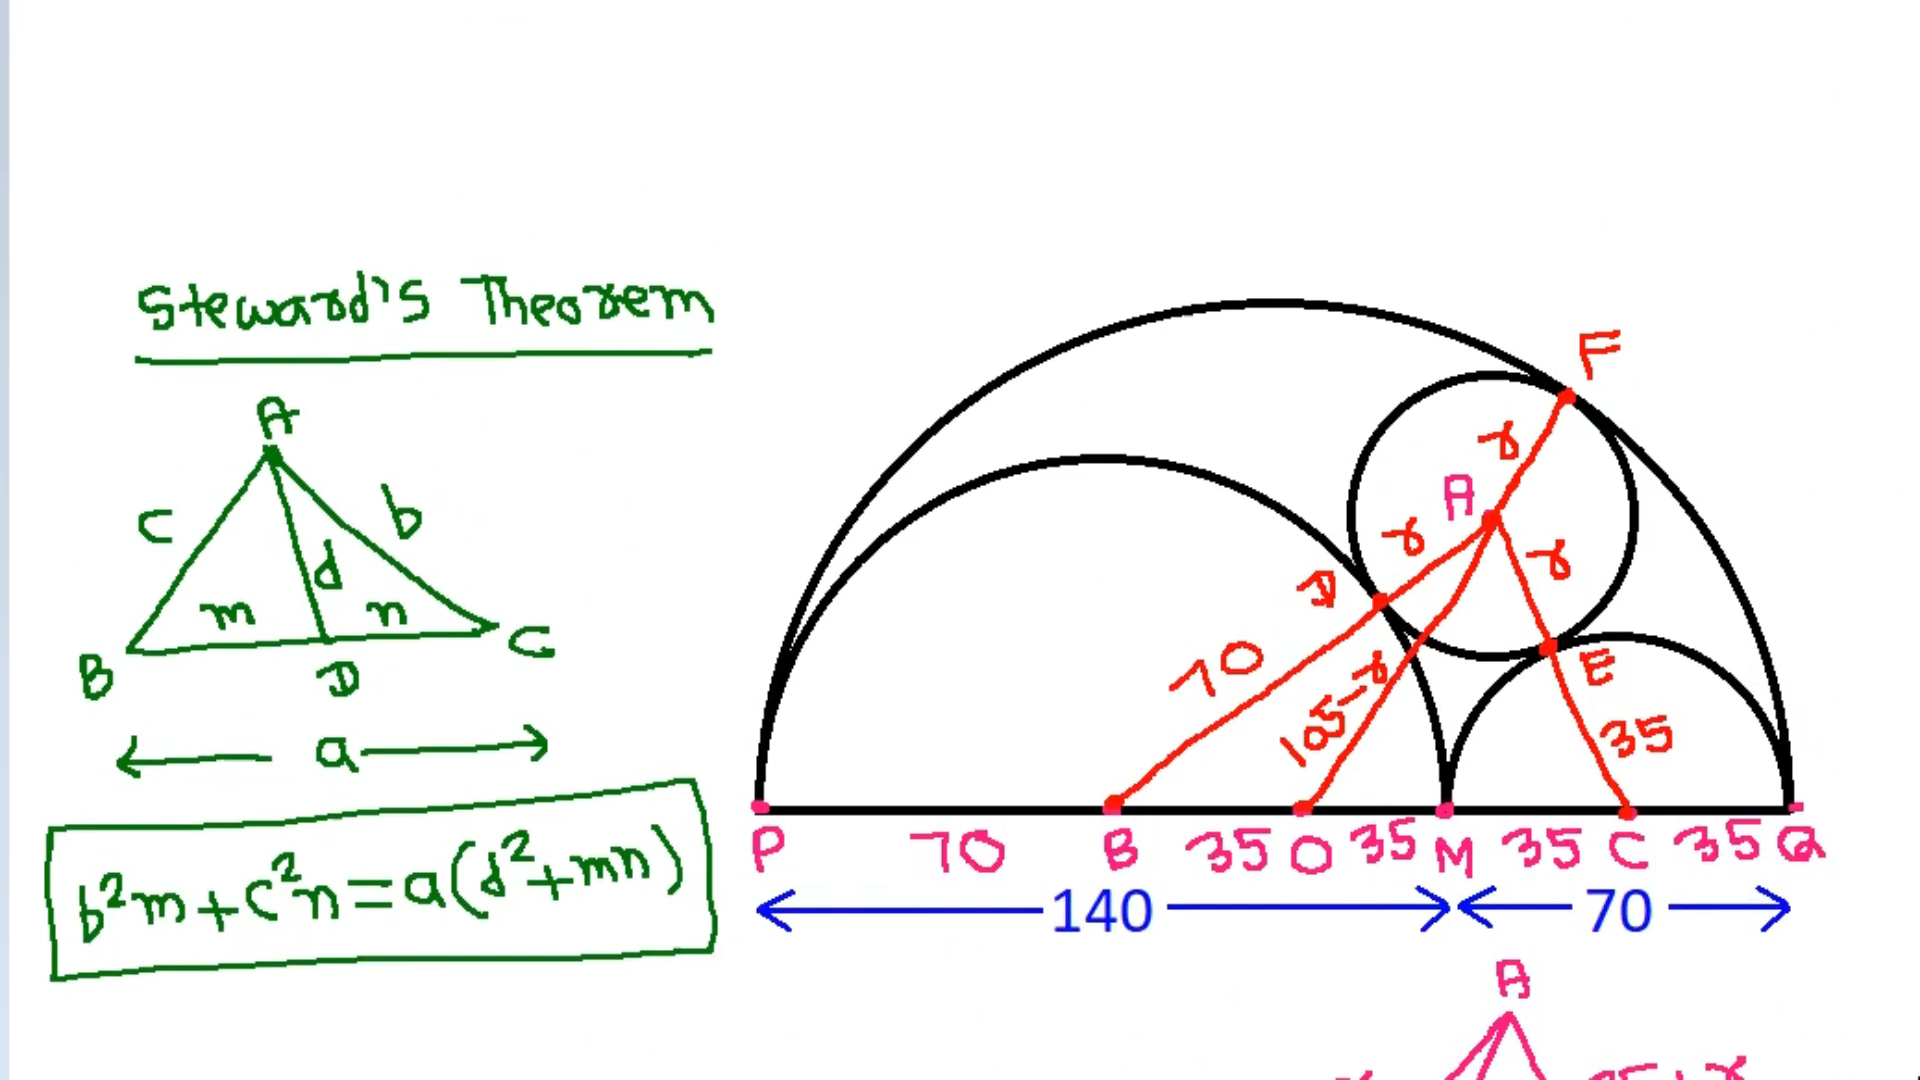 Steward's Theorem
A
c
b
d
m
n
B
D
C
a
b²m+c²n=a(d²+mn)
F
r
A
r
r
D
E
70
105-r
35
P 70 B 35 O 35 M 35 C 35 Q
140 70
A